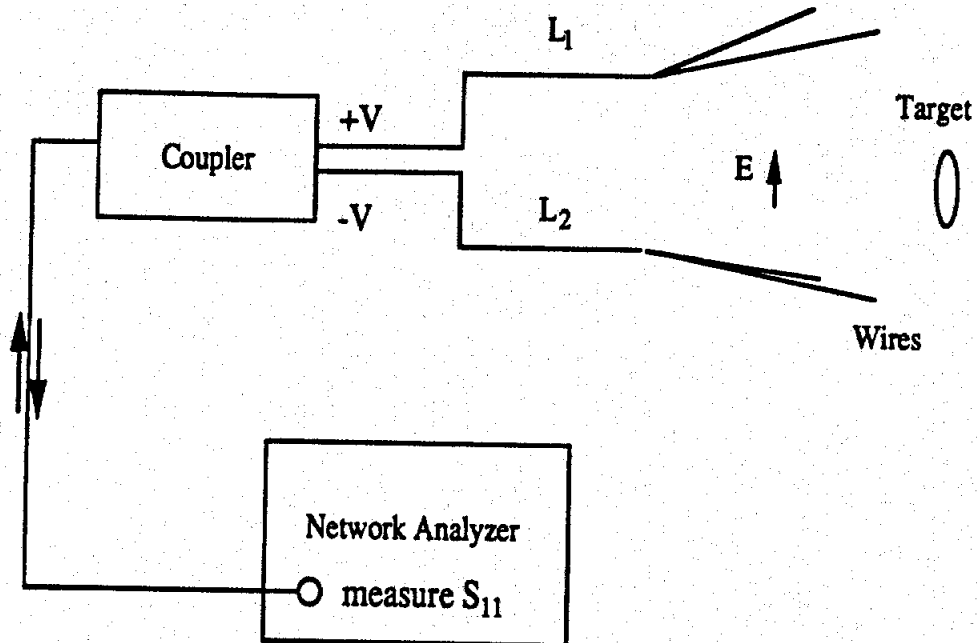 L₁
Target
+V
Coupler
E
-V
L₂
Wires
Network Analyzer
measure S₁₁